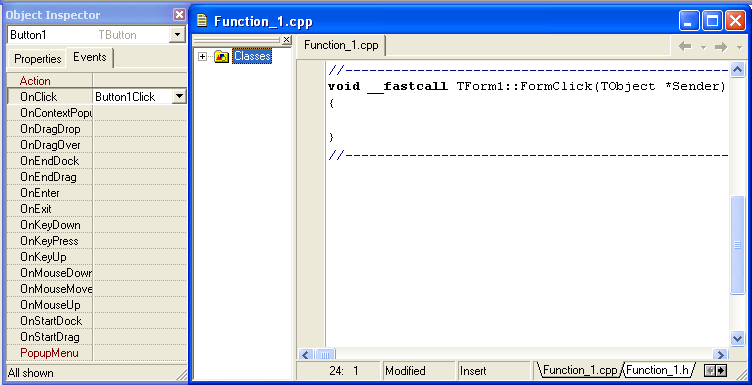 Object Inspector
Button1 TButton
Properties Events
Action
OnClick Button1Click
OnContextPopu
OnDragDrop
OnDragOver
OnEndDock
OnEndDrag
OnEnter
OnExit
OnKeyDown
OnKeyPress
OnKeyUp
OnMouseDown
OnMouseMove
OnMouseUp
OnStartDock
OnStartDrag
PopupMenu
All shown
Function_1.cpp
Classes
Function_1.cpp
//--------------------------------------------------
void __fastcall TForm1::FormClick(TObject *Sender)
{
}
//--------------------------------------------------
24: 1 Modified Insert Function_1.cpp Function_1.h